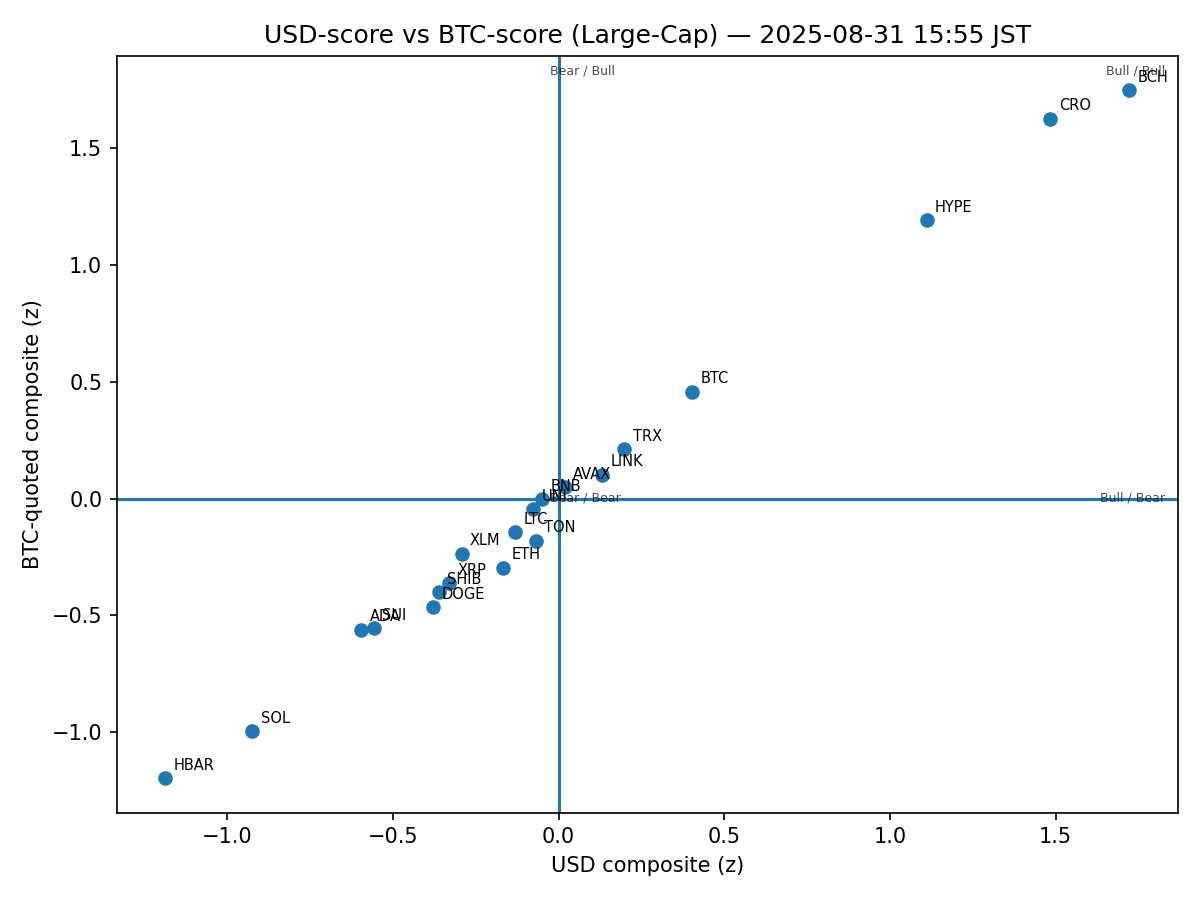 USD-score vs BTC-score (Large-Cap) — 2025-08-31 15:55 JST
Bear / Bull
Bull / Bull
BCH
CRO
HYPE
BTC
TRX
LINK
AVAX
BNB
UNI
Bear / Bear
Bull / Bear
LTC
TON
XLM
ETH
XRP
SHIB
DOGE
ADA
SUI
SOL
HBAR
1.5
1.0
0.5
0.0
−0.5
−1.0
BTC-quoted composite (z)
−1.0
−0.5
0.0
0.5
1.0
1.5
USD composite (z)